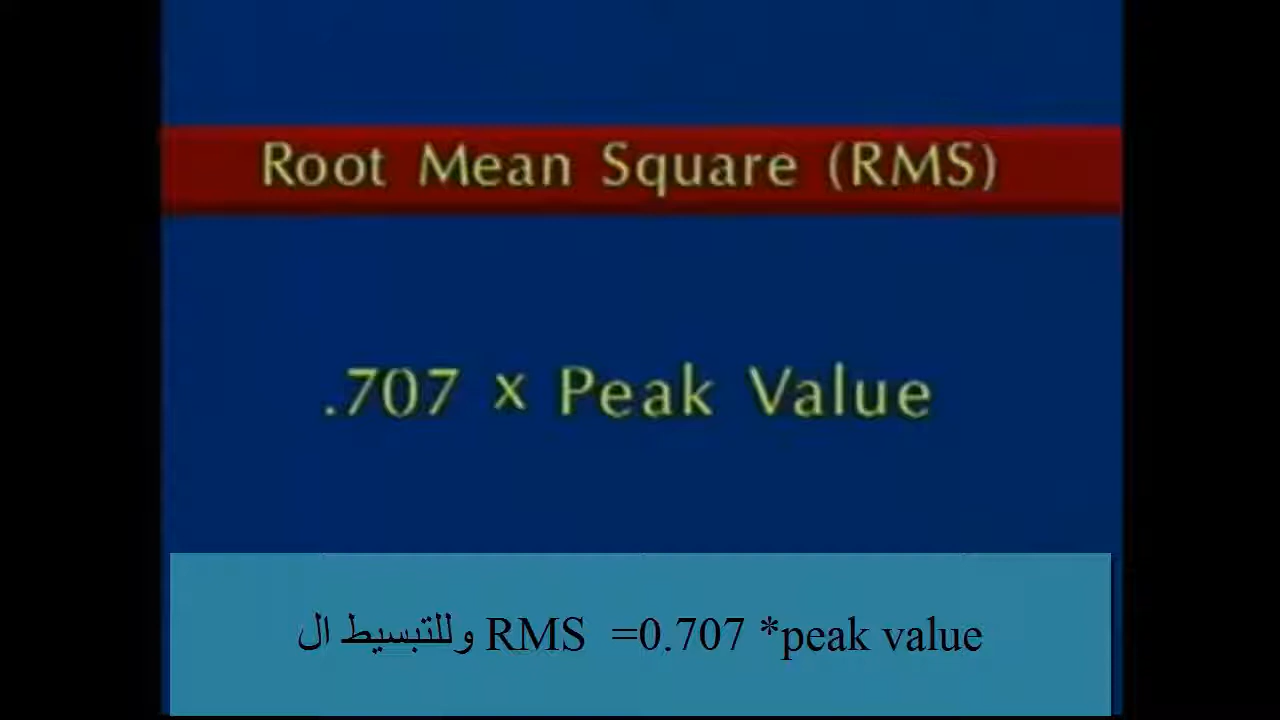 Root Mean Square (RMS)
.707 x Peak Value
وللتبسيط ال RMS =0.707 *peak value